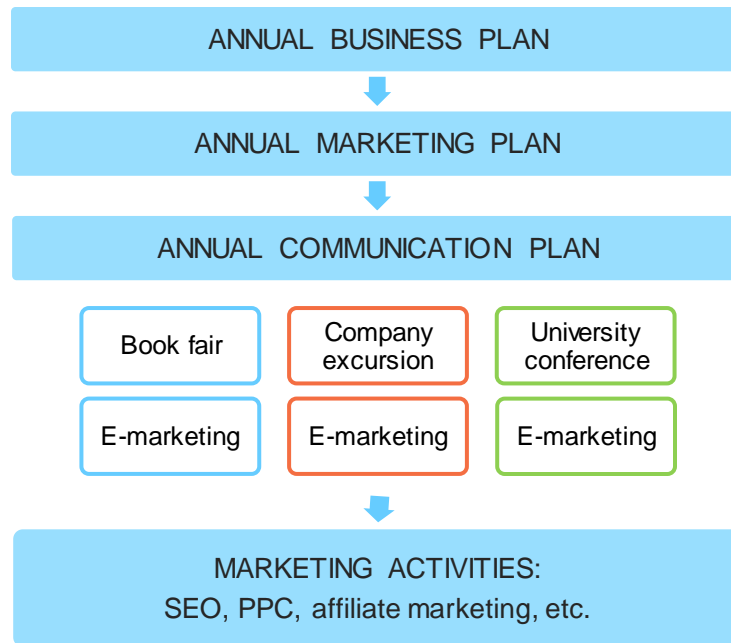 ANNUAL BUSINESS PLAN
ANNUAL MARKETING PLAN
ANNUAL COMMUNICATION PLAN
Book fair
Company
excursion
University
conference
E-marketing
E-marketing
E-marketing
MARKETING ACTIVITIES:
SEO, PPC, affiliate marketing, etc.